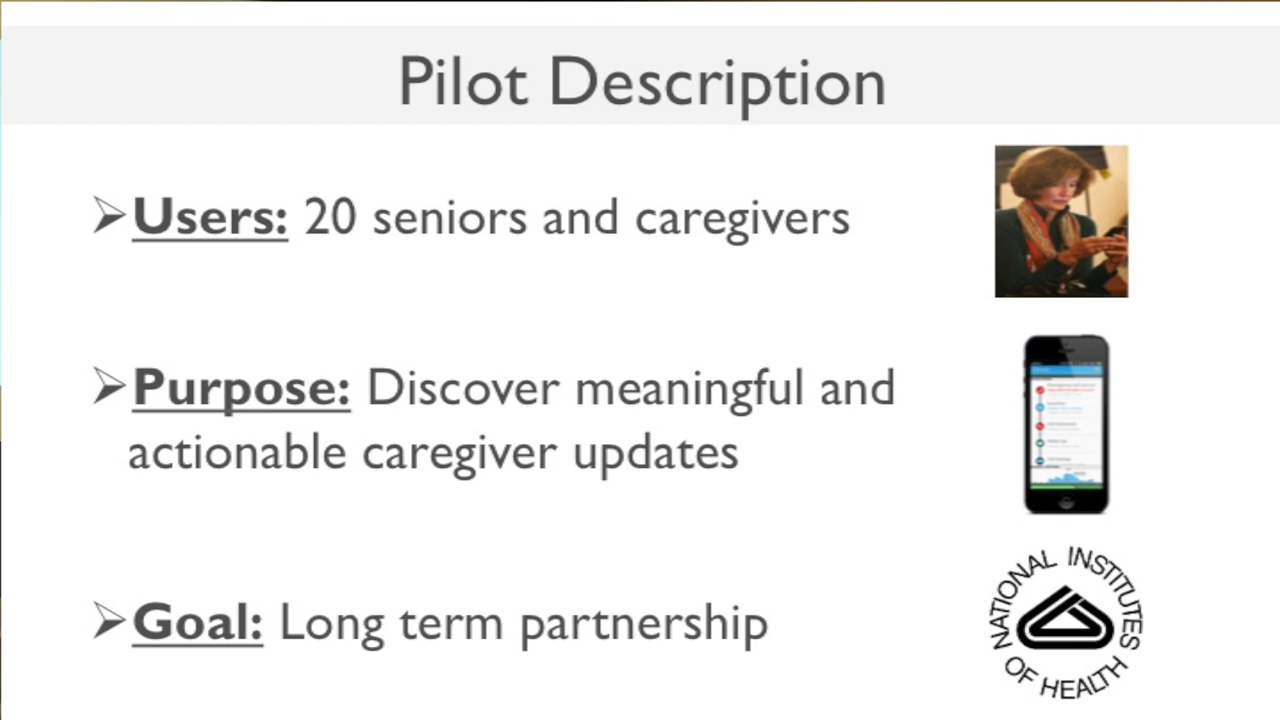 Pilot Description
➢Users: 20 seniors and caregivers
➢Purpose: Discover meaningful and
actionable caregiver updates
➢Goal: Long term partnership
NATIONAL INSTITUTES
OF HEALTH